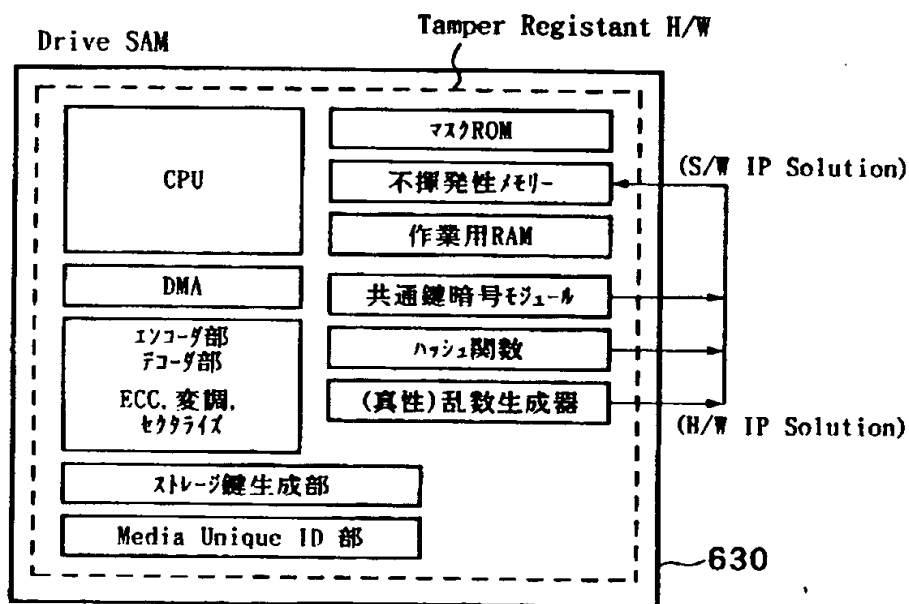 Drive SAM
Tamper Registant H/W
CPU
DMA
エンコーダ部
デコーダ部
ECC, 変調,
セクタライズ
マスクROM
不揮発性メモリー
作業用RAM
共通鍵暗号モジュール
ハッシュ関数
(真性)乱数生成器
ストレージ鍵生成部
Media Unique ID 部
(S/W IP Solution)
(H/W IP Solution)
630